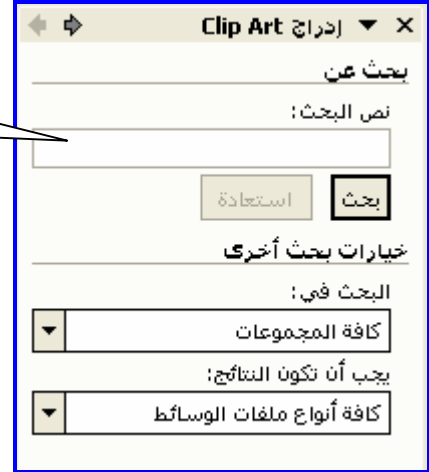 إدراج Clip Art
بحث عن
نص البحث:
بحث استعادة
خيارات بحث أخرى
البحث في:
كافة المجموعات
يجب أن تكون النتائج:
كافة أنواع ملفات الوسائط